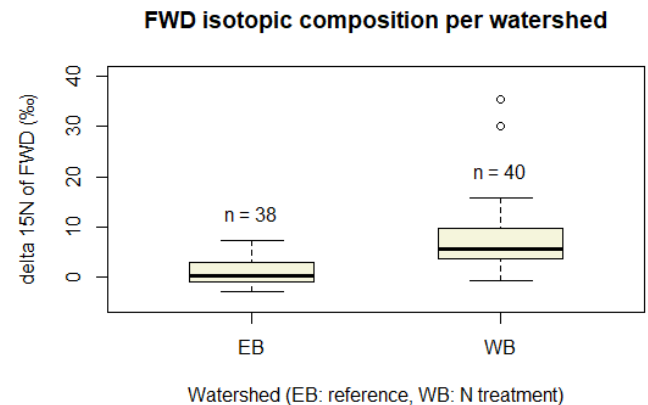 FWD isotopic composition per watershed
delta 15N of FWD (‰)
40
30
20
10
0
n = 38
n = 40
EB
WB
Watershed (EB: reference, WB: N treatment)